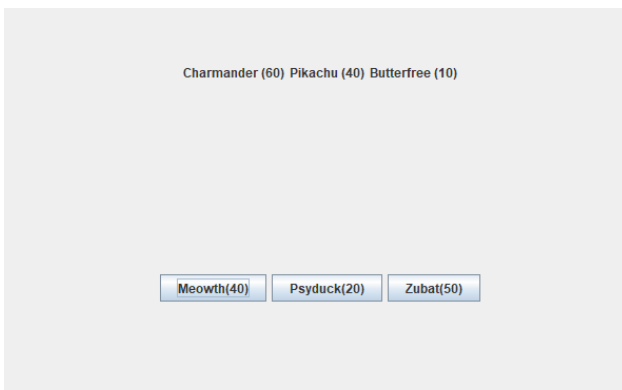 Charmander (60) Pikachu (40) Butterfree (10)
Meowth(40) Psyduck(20) Zubat(50)